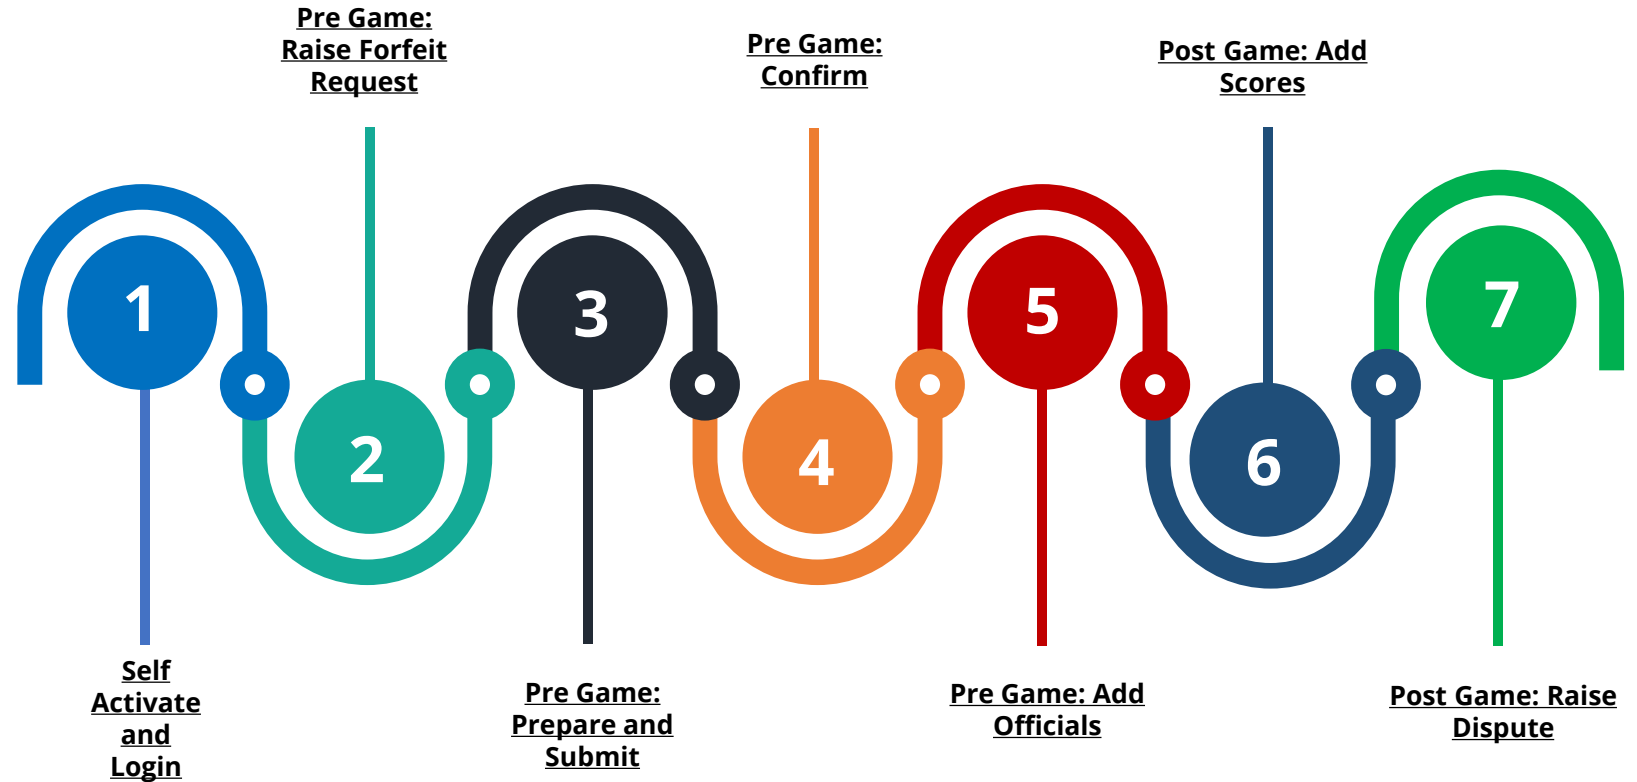 Pre Game:
Raise Forfeit
Request
Pre Game:
Confirm
Post Game: Add
Scores
1
2
3
4
5
6
7
Self
Activate
and
Login
Pre Game:
Prepare and
Submit
Pre Game: Add
Officials
Post Game: Raise
Dispute